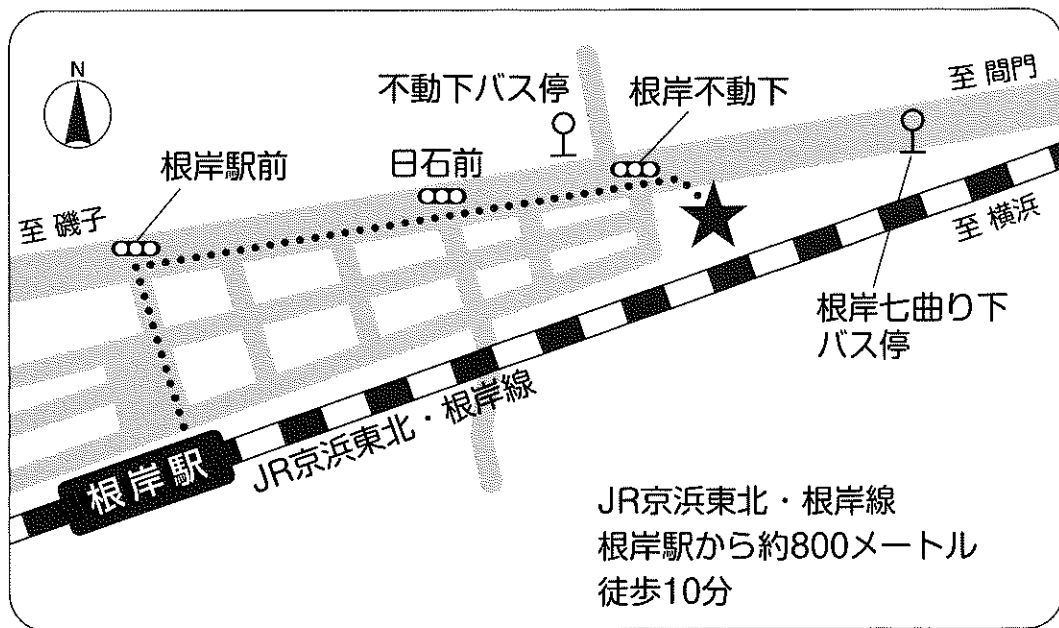 N
不動下バス停
根岸不動下
至 間門
根岸駅前
日石前
至 磯子
至 横浜
根岸七曲り下
バス停
JR京浜東北・根岸線
根岸駅
JR京浜東北・根岸線
根岸駅から約800メートル
徒歩10分